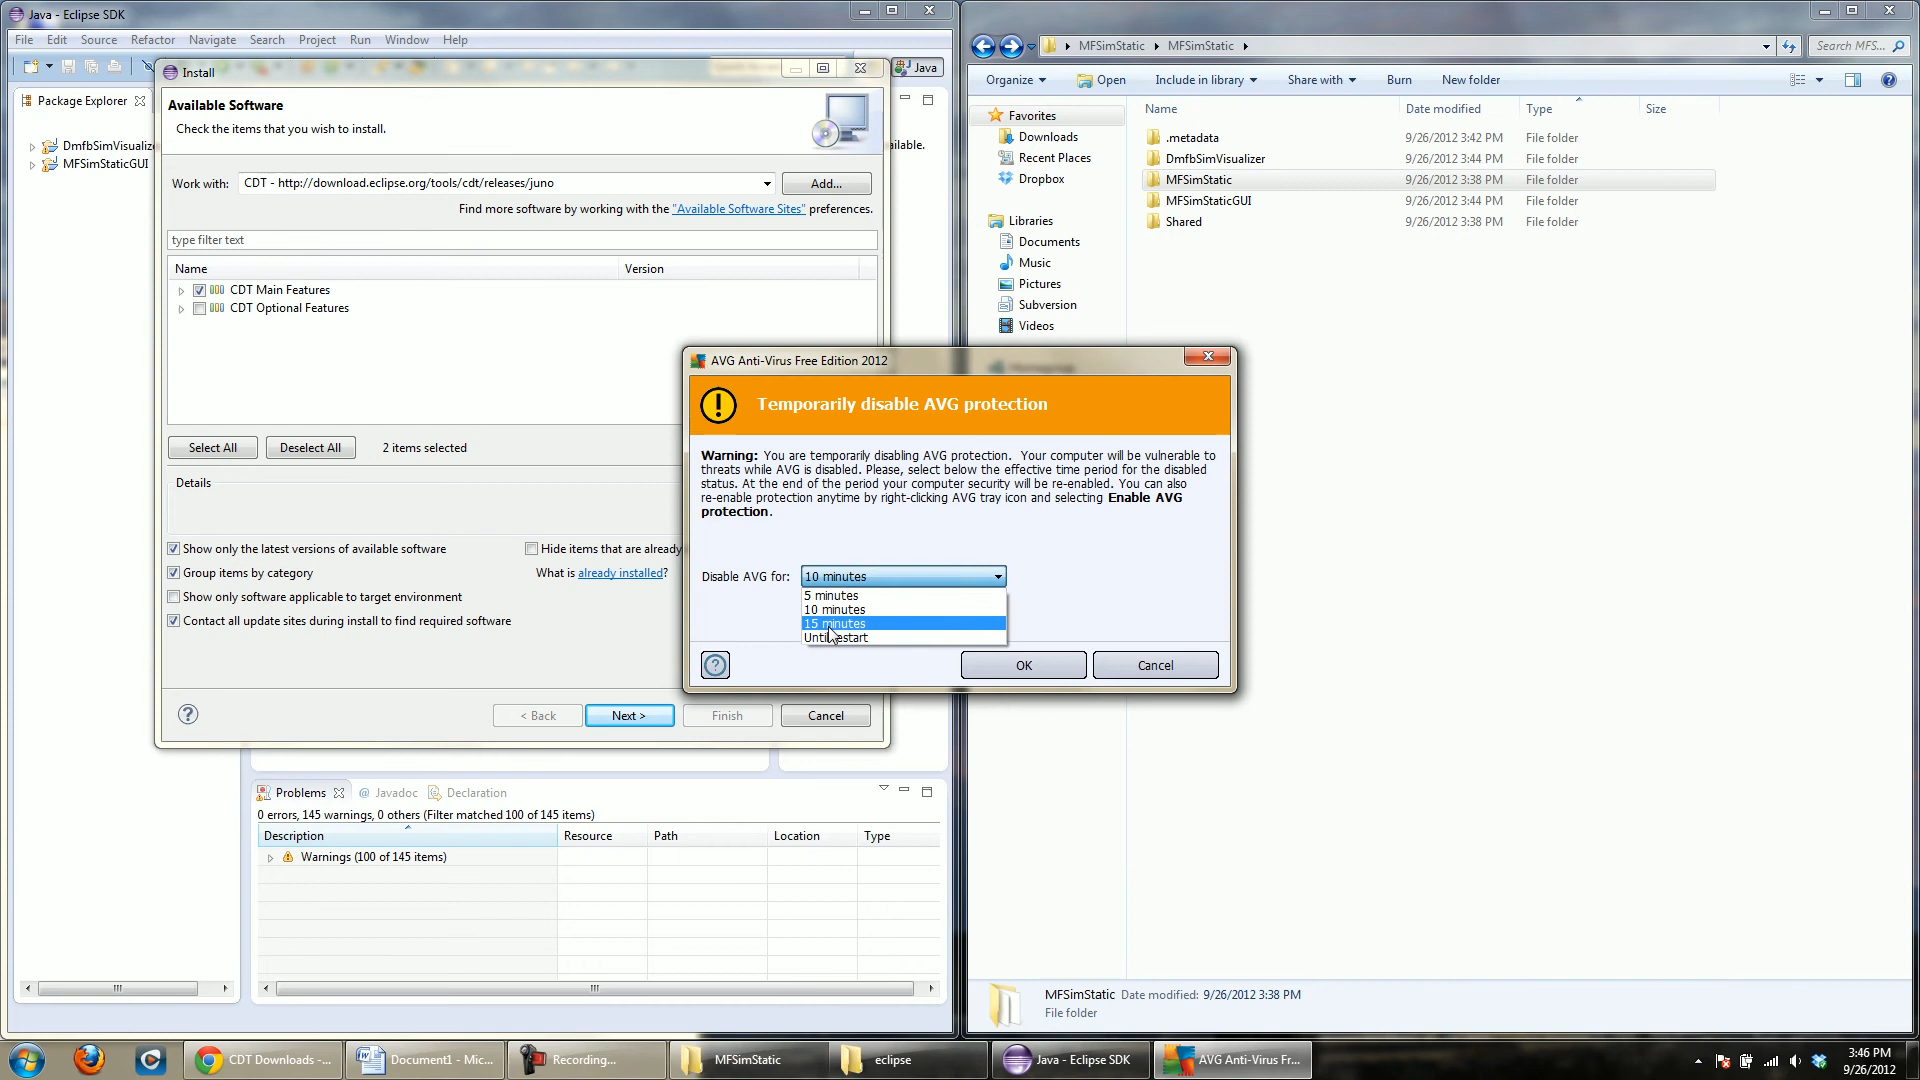 Java - Eclipse SDK
File Edit Source Refactor Navigate Search Project Run Window Help
Java
Package Explorer
DmfbSimVisualize
MFSimStaticGUI
ilable.
Install
Available Software
Check the items that you wish to install.
Work with: CDT - http://download.eclipse.org/tools/cdt/releases/juno Add...
Find more software by working with the "Available Software Sites" preferences.
type filter text
Name Version
CDT Main Features
CDT Optional Features
Select All Deselect All 2 items selected
Details
Show only the latest versions of available software Hide items that are already
Group items by category What is already installed?
Show only software applicable to target environment
Contact all update sites during install to find required software
< Back Next > Finish Cancel
Problems Javadoc Declaration
0 errors, 145 warnings, 0 others (Filter matched 100 of 145 items)
Description Resource Path Location Type
Warnings (100 of 145 items)
AVG Anti-Virus Free Edition 2012
Temporarily disable AVG protection
Warning: You are temporarily disabling AVG protection. Your computer will be vulnerable to
threats while AVG is disabled. Please, select below the effective time period for the disabled
status. At the end of the period your computer security will be re-enabled. You can also
re-enable protection anytime by right-clicking AVG tray icon and selecting Enable AVG
protection.
Disable AVG for: 10 minutes
5 minutes
10 minutes
15 minutes
OK Cancel
MFSimStatic MFSimStatic Search MFS...
Organize Open Include in library Share with Burn New folder
Name Date modified Type Size
Favorites
Downloads
Recent Places
Dropbox
Libraries
Documents
Music
Pictures
Subversion
Videos
.metadata 9/26/2012 3:42 PM File folder
DmfbSimVisualizer 9/26/2012 3:44 PM File folder
MFSimStatic 9/26/2012 3:38 PM File folder
MFSimStaticGUI 9/26/2012 3:44 PM File folder
Shared 9/26/2012 3:38 PM File folder
MFSimStatic Date modified: 9/26/2012 3:38 PM
File folder
CDT Downloads -... Document1 - Mic... Recording... MFSimStatic eclipse Java - Eclipse SDK AVG Anti-Virus Fr...
3:46 PM
9/26/2012